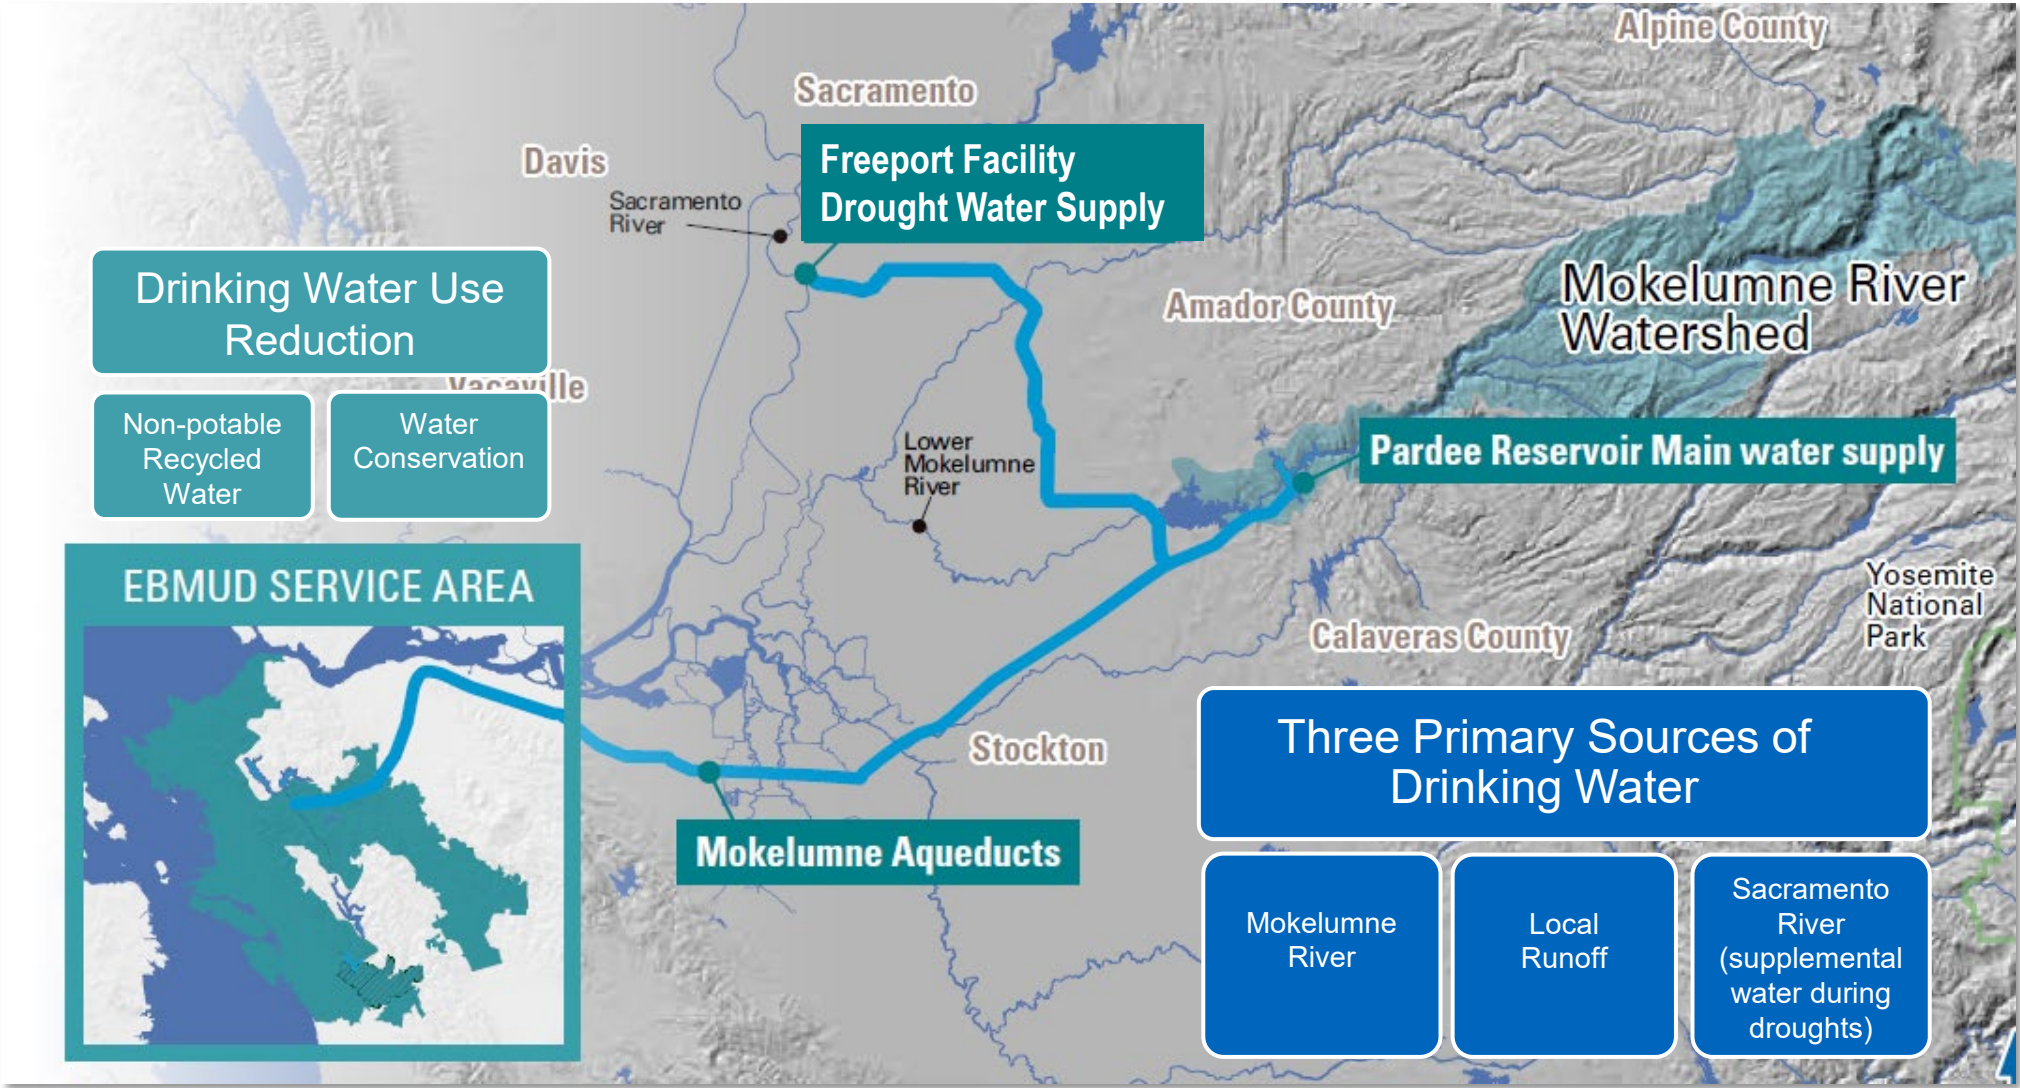 Alpine County
Sacramento
Davis
Freeport Facility
Drought Water Supply
Sacramento
River
Drinking Water Use
Reduction
Mokelumne River
Watershed
Amador County
Vacaville
Non-potable
Recycled
Water
Water
Conservation
Lower
Mokelumne
River
Pardee Reservoir Main water supply
EBMUD SERVICE AREA
Yosemite
National
Park
Calaveras County
Stockton
Three Primary Sources of
Drinking Water
Mokelumne Aqueducts
Mokelumne
River
Local
Runoff
Sacramento
River
(supplemental
water during
droughts)